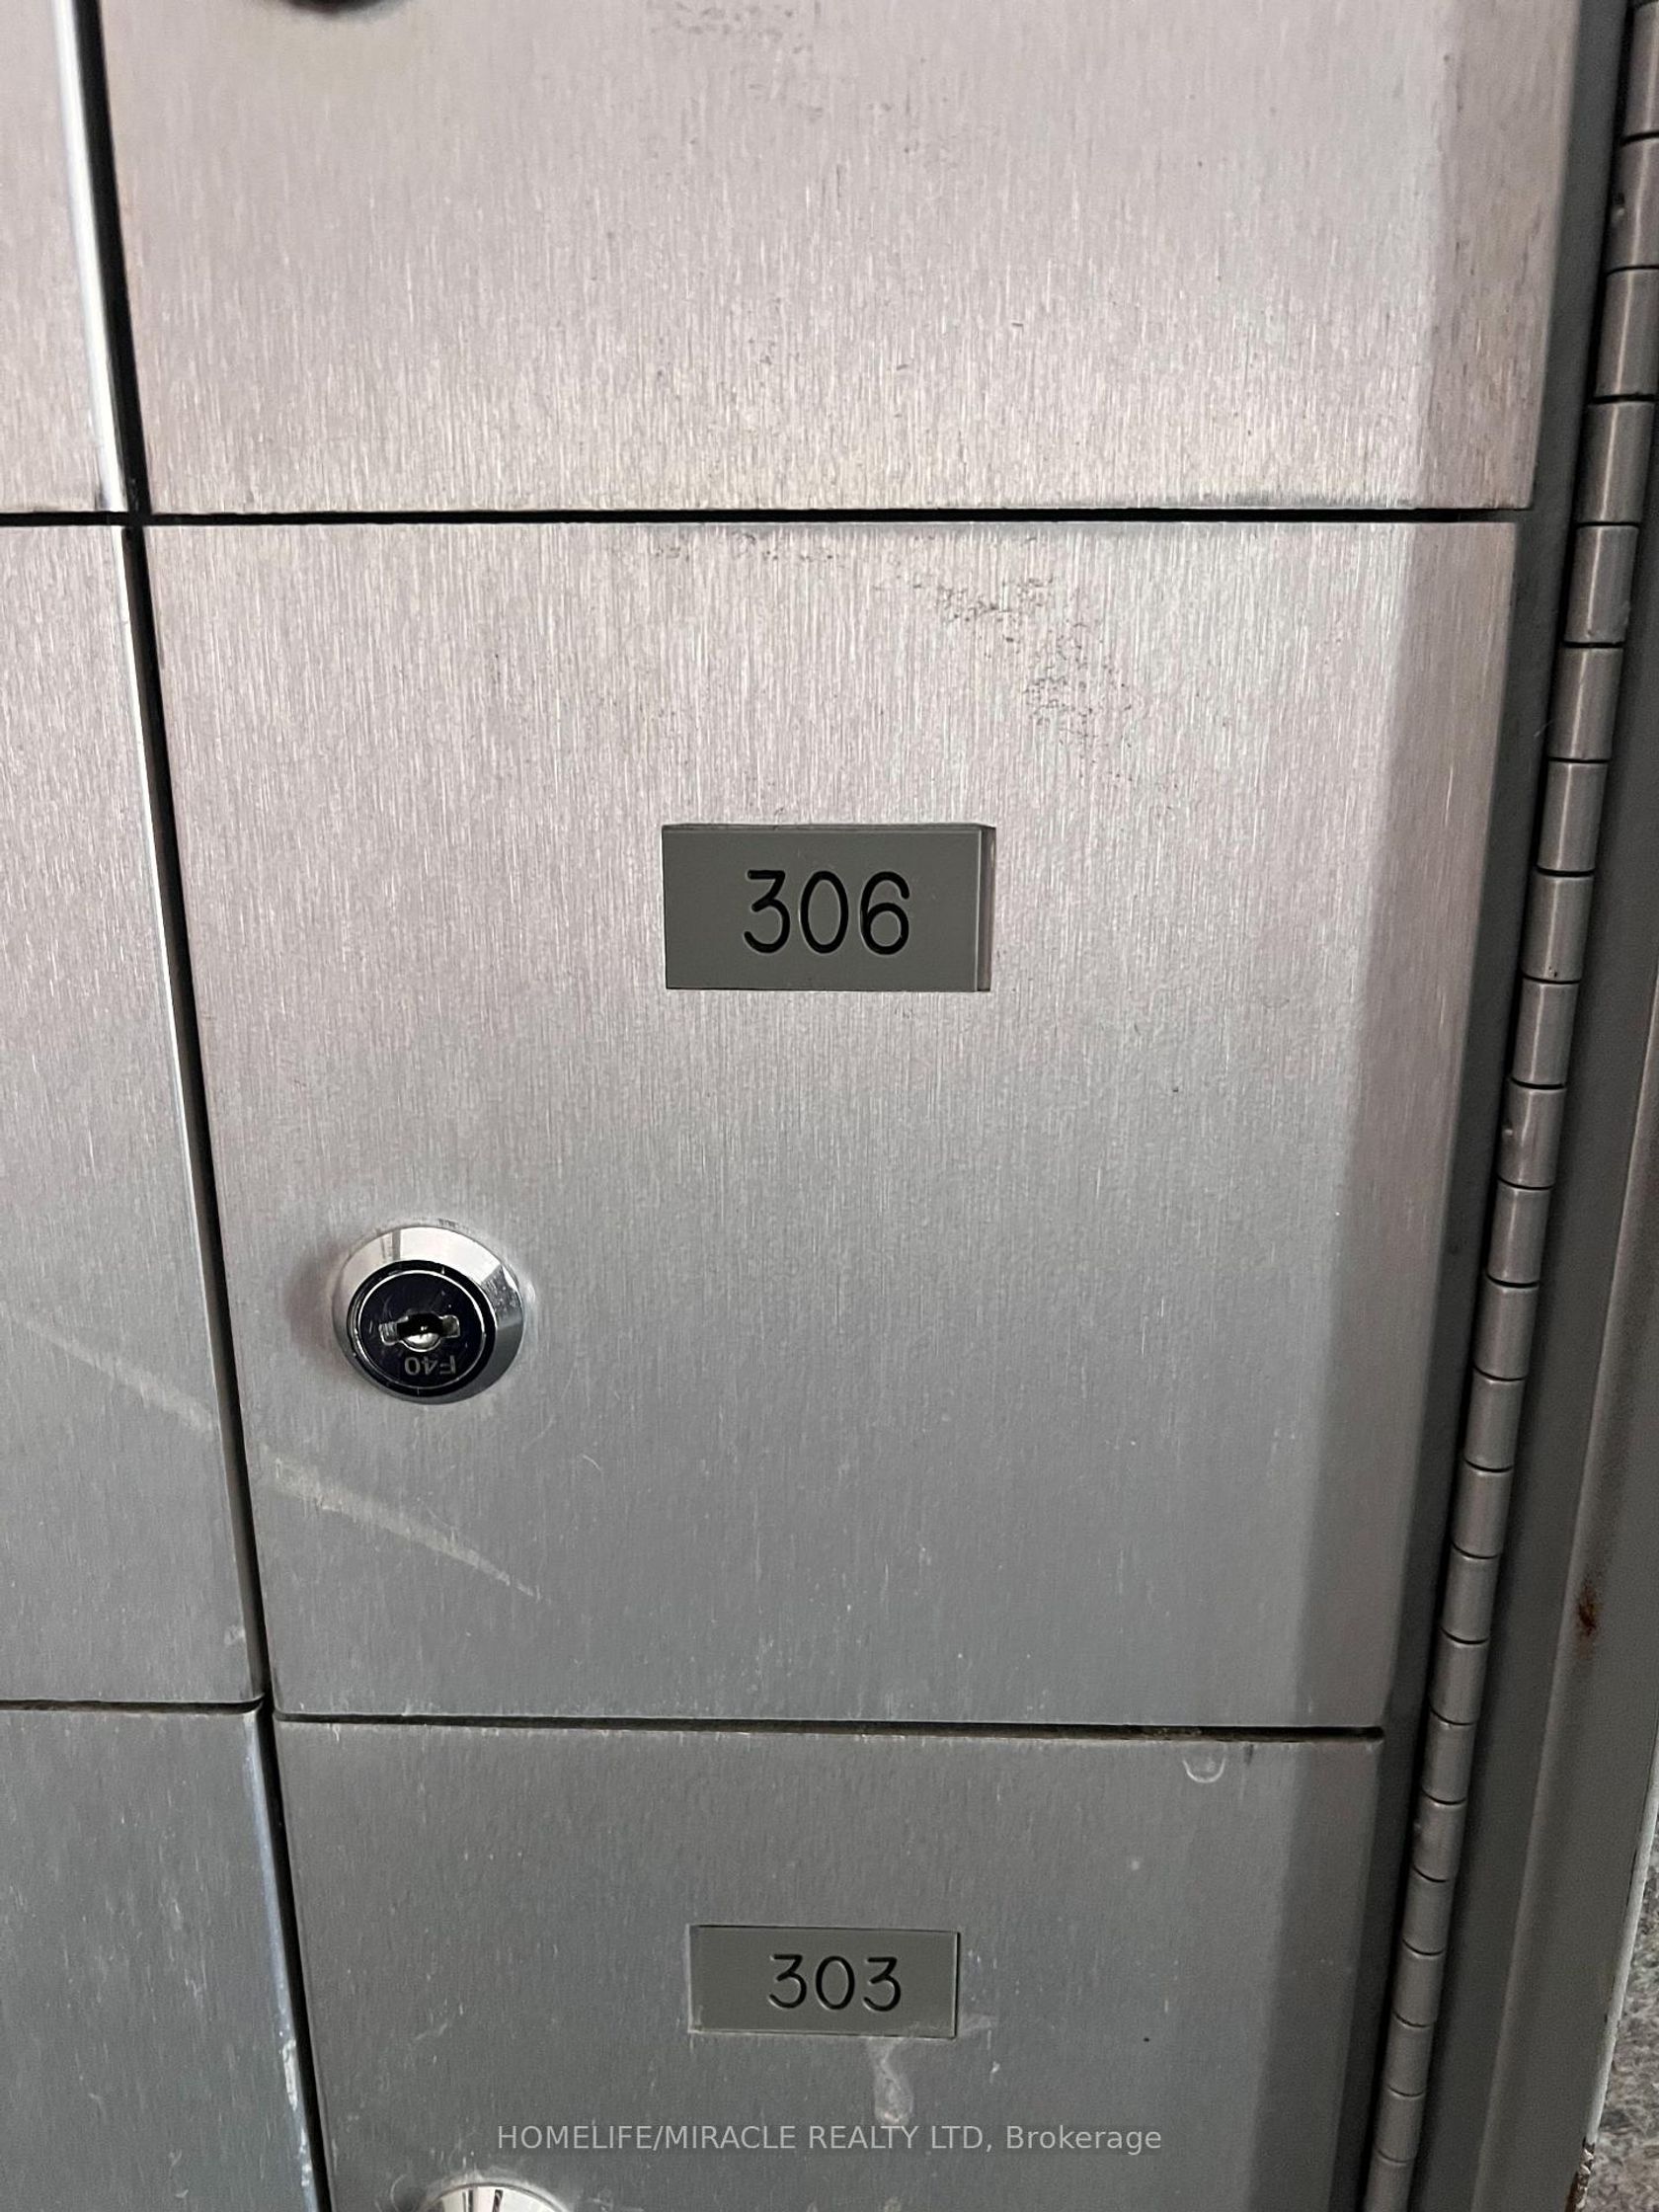 306
F40
303
HOMELIFE/MIRACLE REALTY LTD, Brokerage